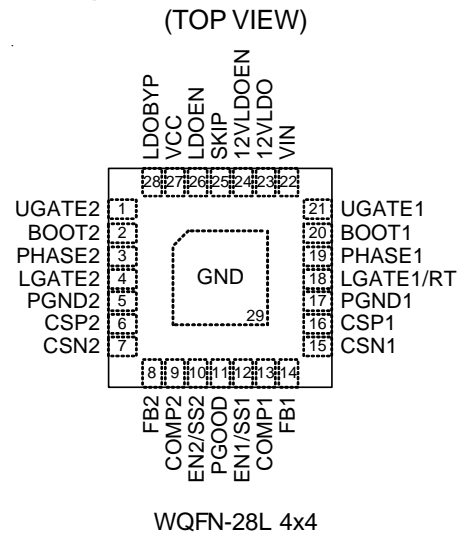 (TOP VIEW)
LDOBYP
VCC
LDOEN
SKIP
12VLDOEN
12VLDO
VIN
28 27 26 25 24 23 22
UGATE2 1 21 UGATE1
BOOT2 2 20 BOOT1
PHASE2 3 19 PHASE1
LGATE2 4 GND 18 LGATE1/RT
PGND2 5 17 PGND1
CSP2 6 29 16 CSP1
CSN2 7 15 CSN1
8 9 10 11 12 13 14
FB2
COMP2
EN2/SS2
PGOOD
EN1/SS1
COMP1
FB1
WQFN-28L 4x4